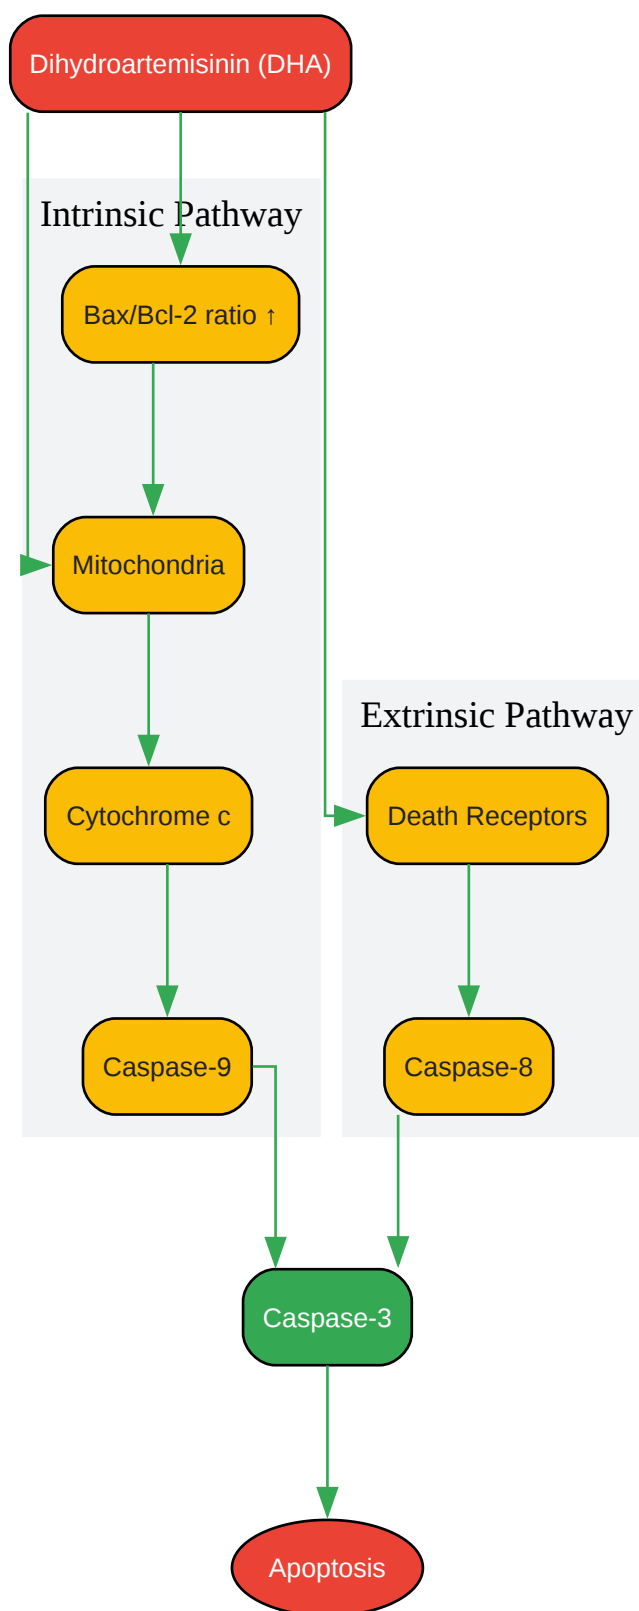 Dihydroartemisinin (DHA)
Intrinsic Pathway
Bax/Bcl-2 ratio ↑
Mitochondria
Extrinsic Pathway
Cytochrome c
Death Receptors
Caspase-9
Caspase-8
Caspase-3
Apoptosis